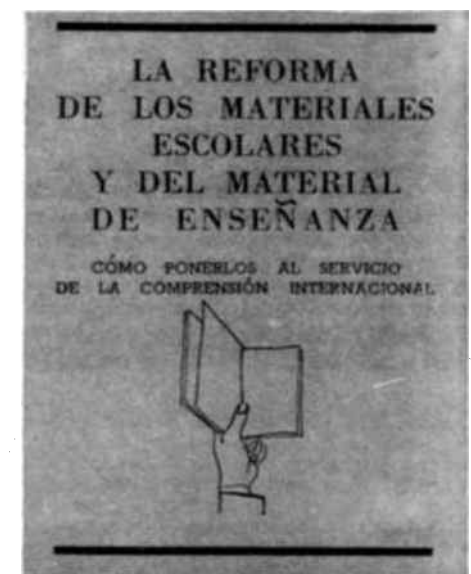 LA REFORMA
DE LOS MATERIALES
ESCOLARES
Y DEL MATERIAL
DE ENSEÑANZA
CÓMO PONERLOS AL SERVICIO
DE LA COMPRENSIÓN INTERNACIONAL